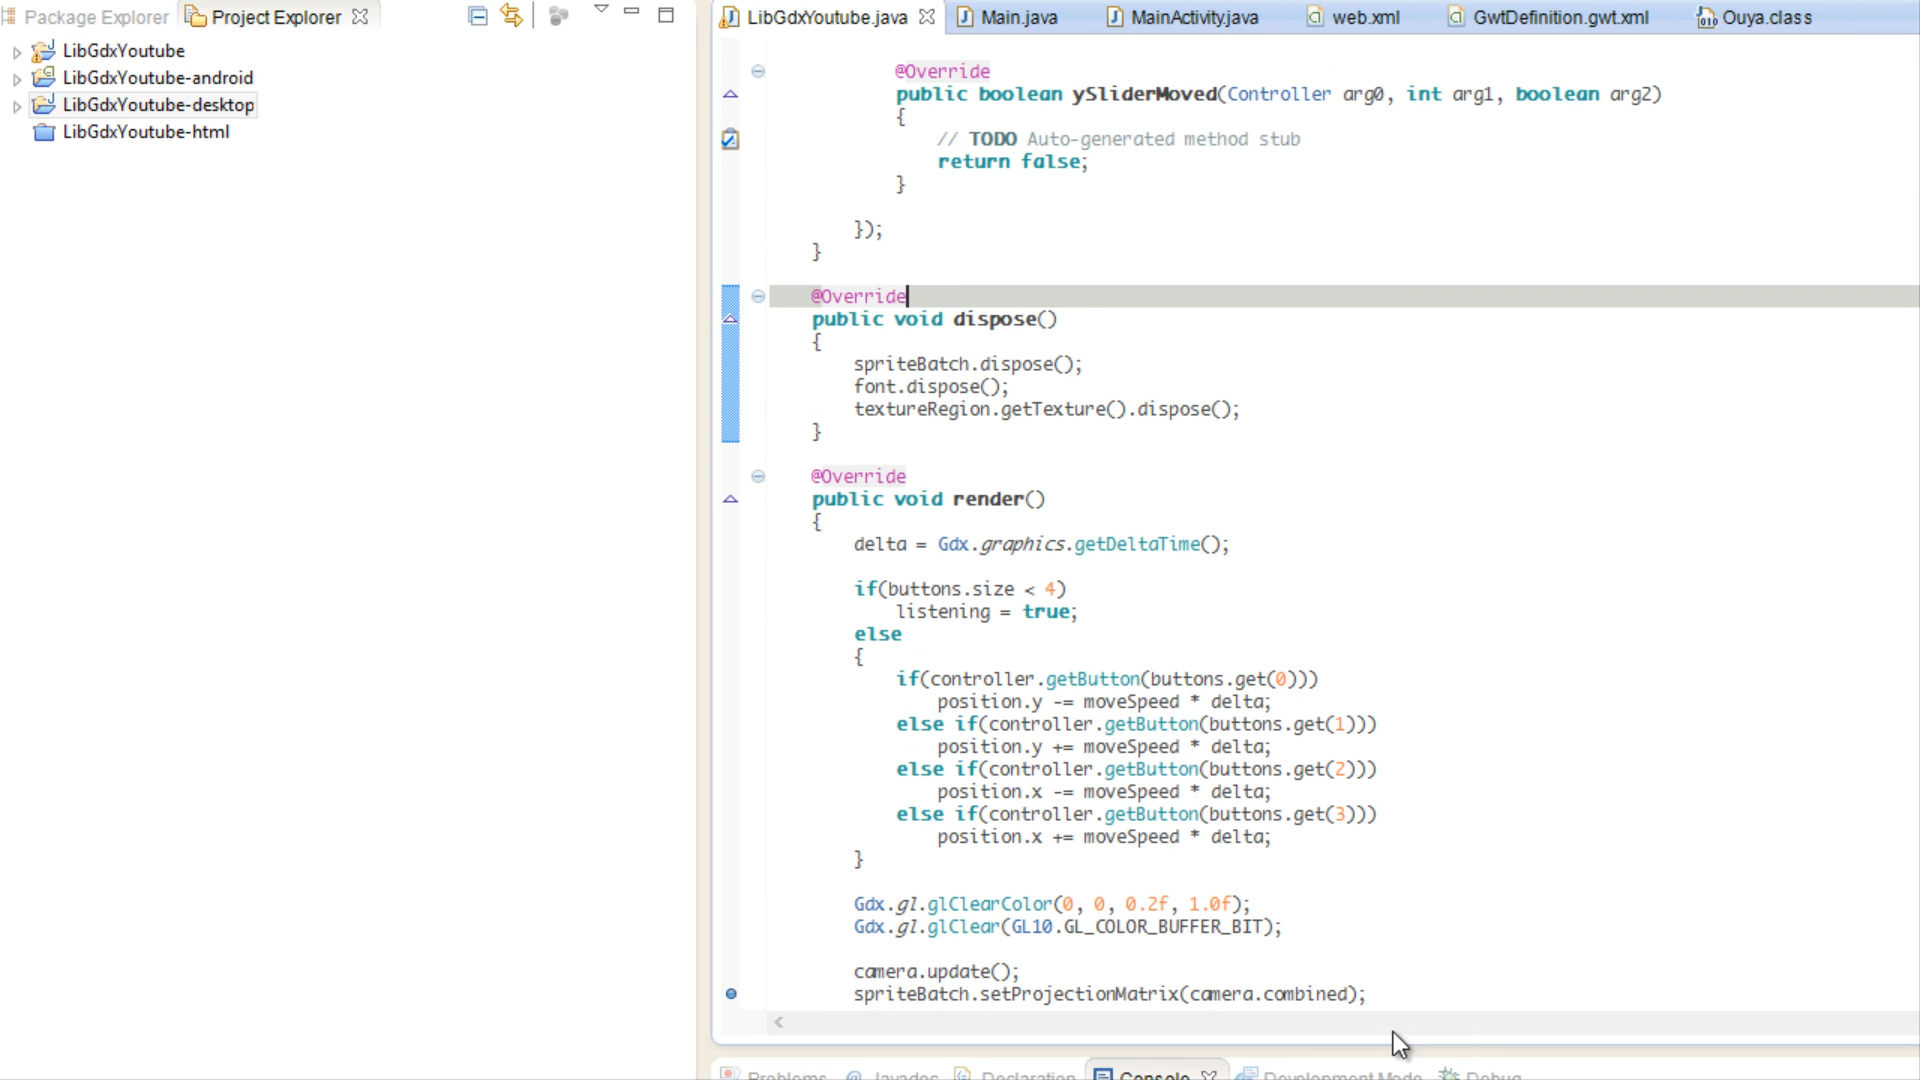 Package Explorer
Project Explorer
LibGdxYoutube
LibGdxYoutube-android
LibGdxYoutube-desktop
LibGdxYoutube-html
LibGdxYoutube.java
Main.java
MainActivity.java
web.xml
GwtDefinition.gwt.xml
Ouya.class
@Override
public boolean ySliderMoved(Controller arg0, int arg1, boolean arg2)
{
// TODO Auto-generated method stub
return false;
}
});
}
@Override
public void dispose()
{
spriteBatch.dispose();
font.dispose();
textureRegion.getTexture().dispose();
}
@Override
public void render()
{
delta = Gdx.graphics.getDeltaTime();
if(buttons.size < 4)
listening = true;
else
{
if(controller.getButton(buttons.get(0)))
position.y -= moveSpeed * delta;
else if(controller.getButton(buttons.get(1)))
position.y += moveSpeed * delta;
else if(controller.getButton(buttons.get(2)))
position.x -= moveSpeed * delta;
else if(controller.getButton(buttons.get(3)))
position.x += moveSpeed * delta;
}
Gdx.gl.glClearColor(0, 0, 0.2f, 1.0f);
Gdx.gl.glClear(GL10.GL_COLOR_BUFFER_BIT);
camera.update();
spriteBatch.setProjectionMatrix(camera.combined);
Problems
Javadoc
Declaration
Console
Development Mode
Debug